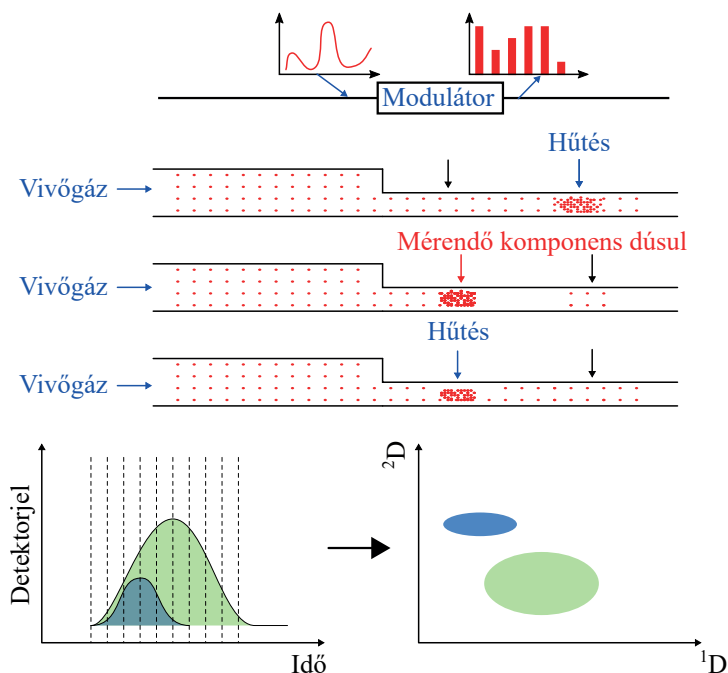 Modulátor
Hűtés
Vivőgáz
Mérendő komponens dúsul
Vivőgáz
Hűtés
Vivőgáz
Detektorjel
Idő
²D
¹D